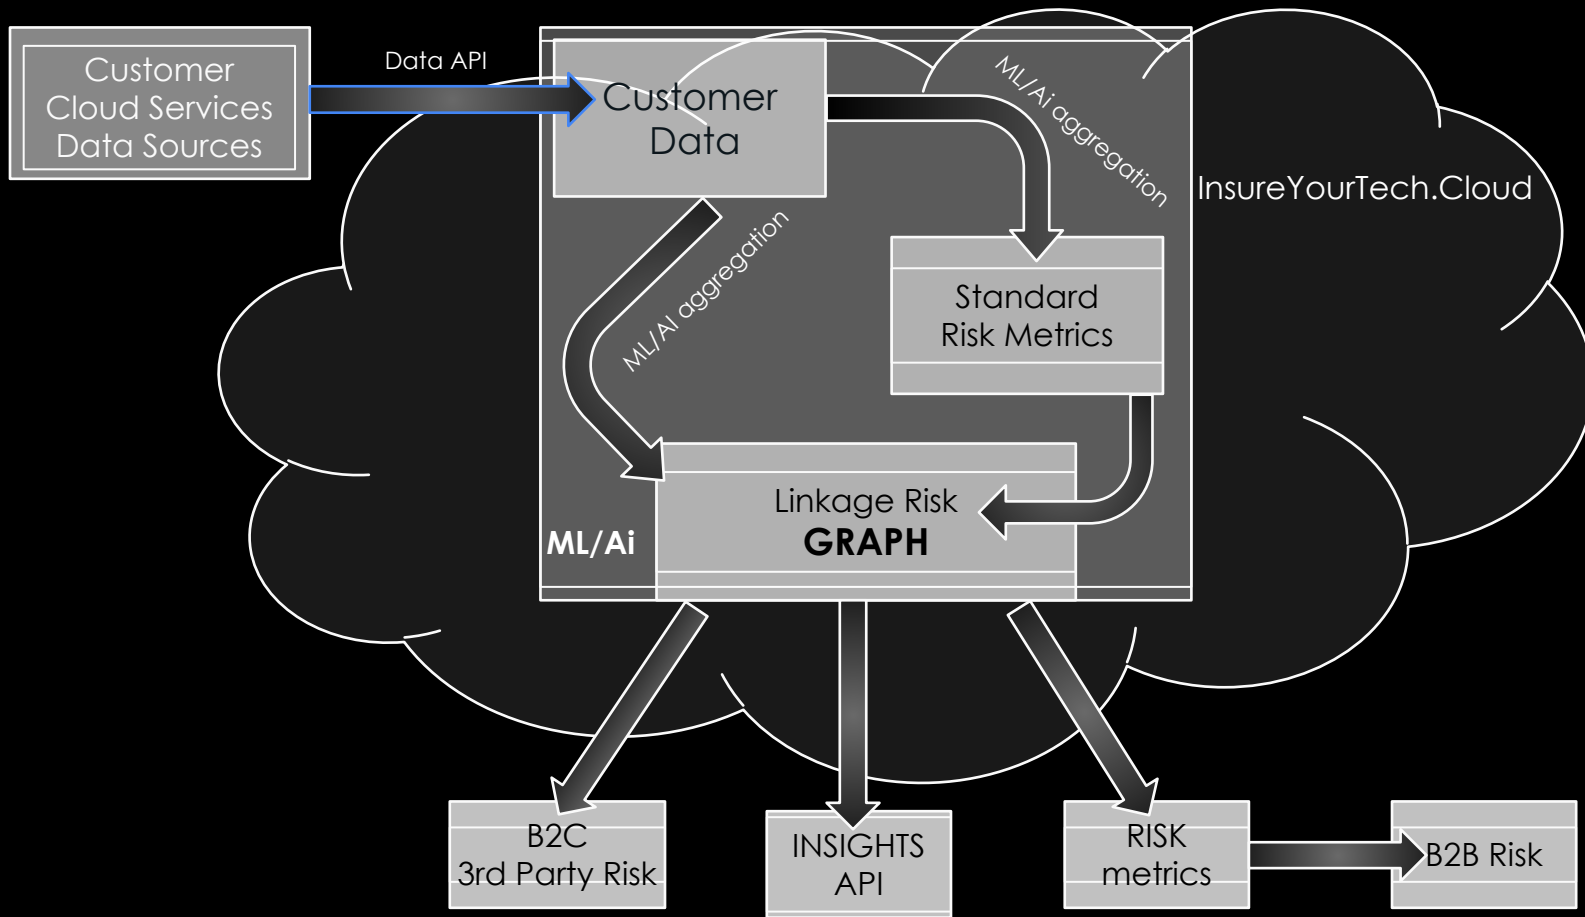 Customer
Cloud Services
Data Sources
Data API
Customer
Data
ML/Ai aggregation
InsureYourTech.Cloud
ML/AI aggregation
Standard
Risk Metrics
Linkage Risk
GRAPH
ML/Ai
B2C
3rd Party Risk
INSIGHTS
API
RISK
metrics
B2B Risk